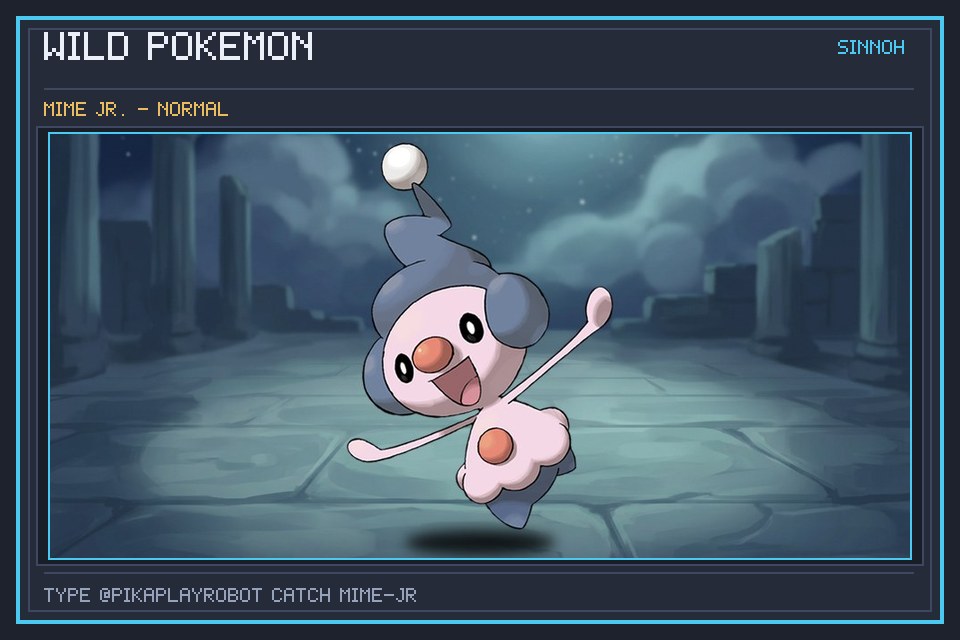 WILD POKEMON
SINNOH
MIME JR. - NORMAL
TYPE @PIKAPLAYROBOT CATCH MIME-JR